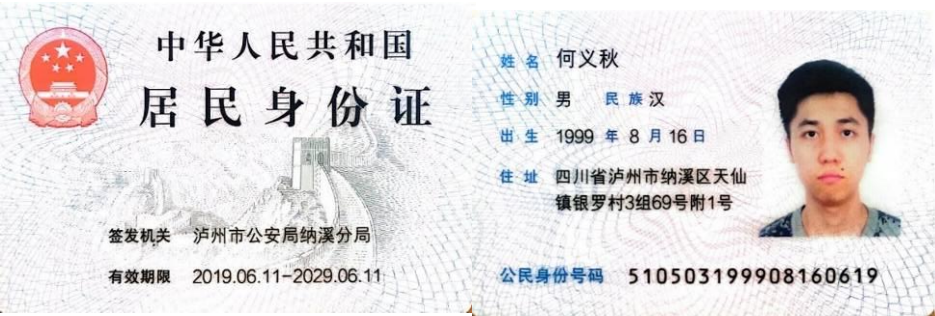 中华人民共和国
居民身份证
签发机关 泸州市公安局纳溪分局
有效期限 2019.06.11-2029.06.11
姓名 何义秋
性别 男 民族 汉
出生 1999 年 8 月 16 日
住址 四川省泸州市纳溪区天仙
镇银罗村3组69号附1号
公民身份号码 510503199908160619